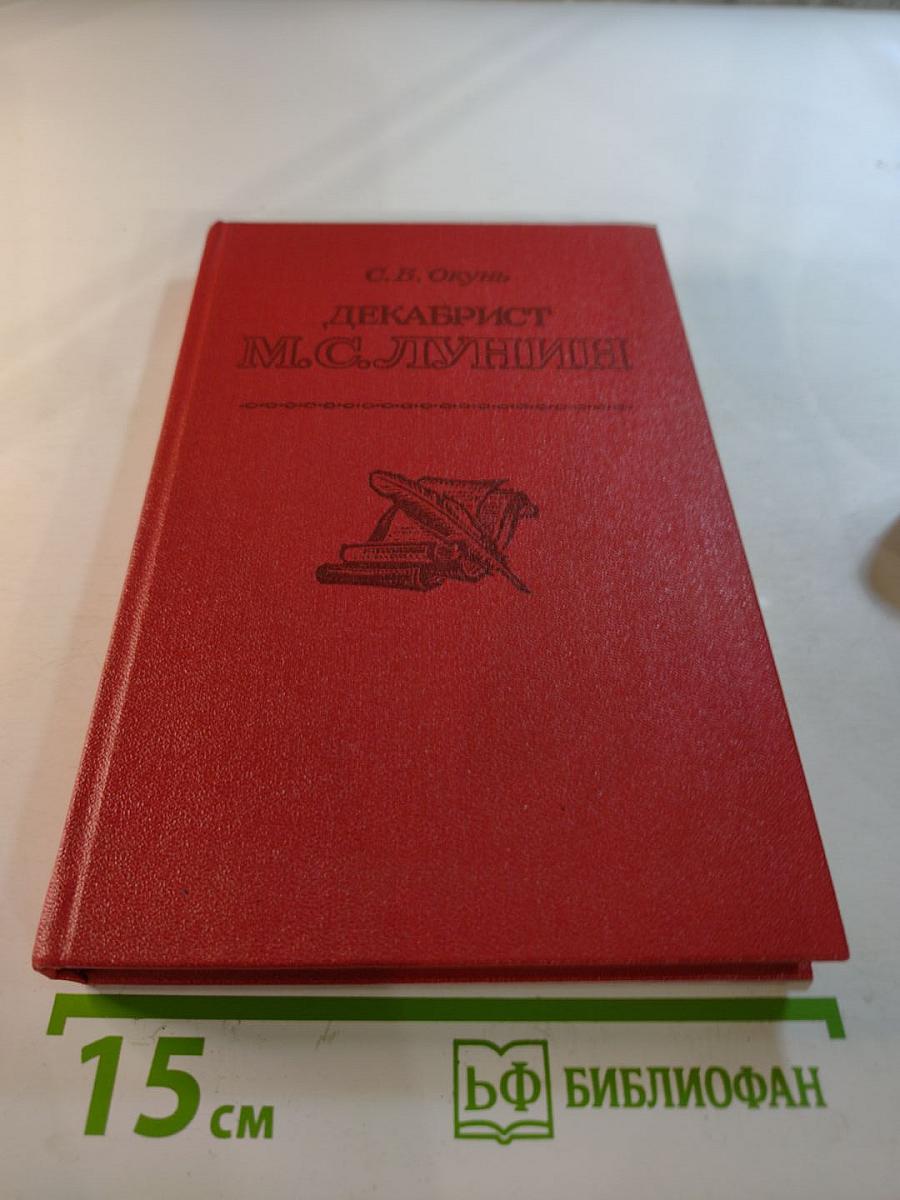 С. Б. Окунь
ДЕКАБРИСТ
М.С.ЛУНИН
15 см
ЬФ БИБЛИОФАН